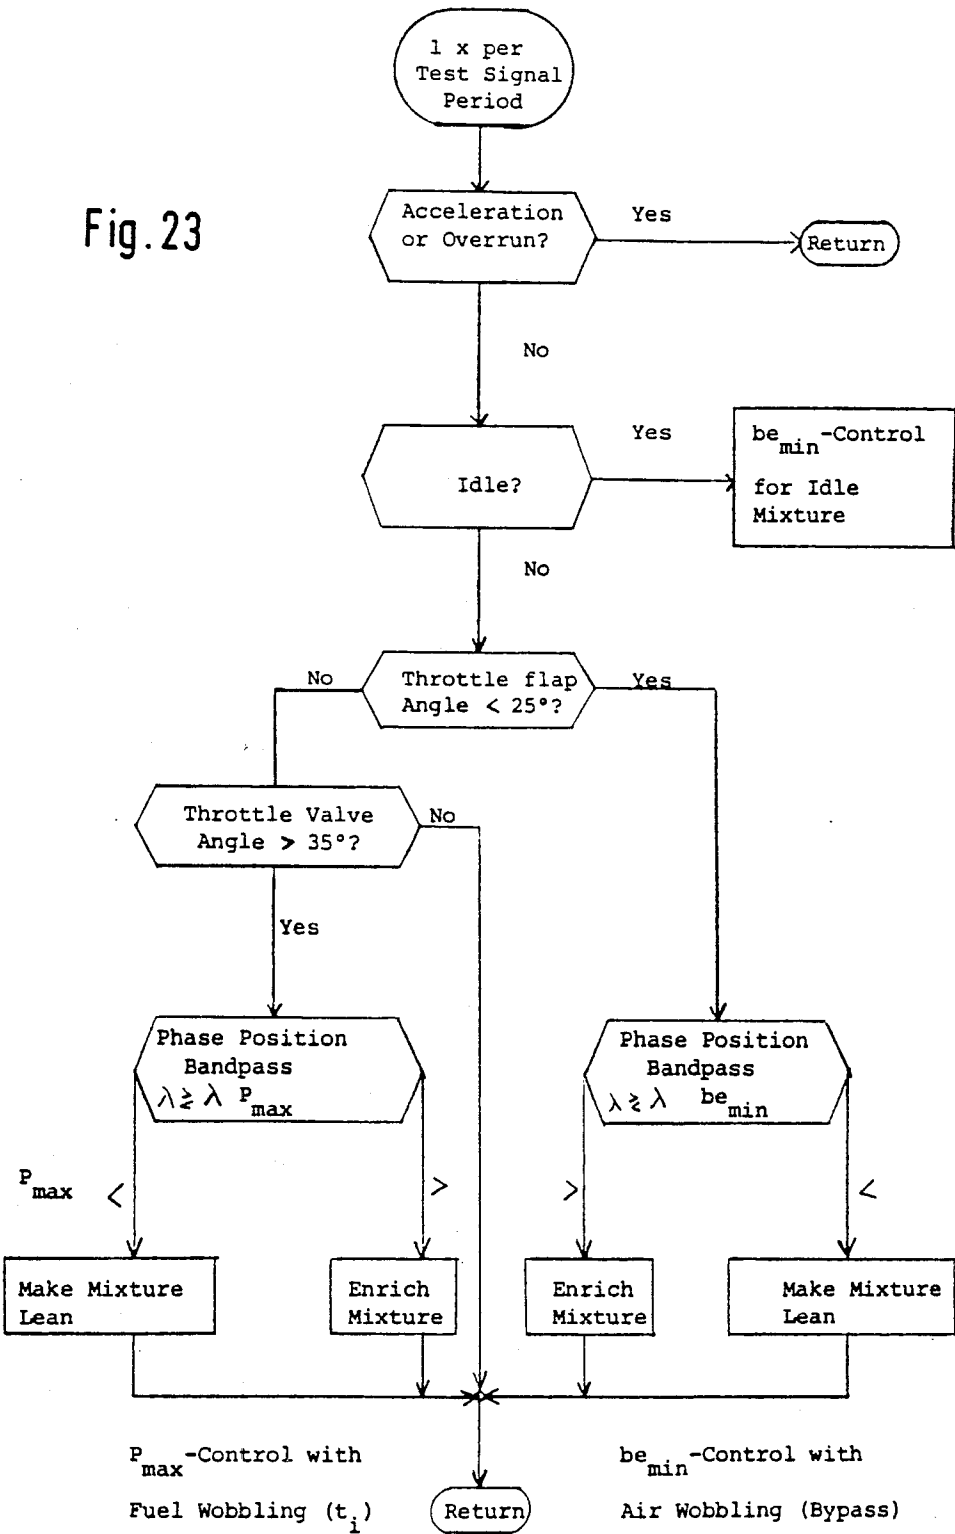 1 x per
Test Signal
Period
Fig. 23
Acceleration
or Overrun?
Yes
Return
No
Idle?
Yes
be_min-Control
for Idle
Mixture
No
No
Throttle flap
Angle < 25°?
Yes
Throttle Valve
Angle > 35°?
No
Yes
Phase Position
Bandpass
λ ≷ λ P_max
Phase Position
Bandpass
λ ≷ λ be_min
P_max <
>
>
<
Make Mixture
Lean
Enrich
Mixture
Enrich
Mixture
Make Mixture
Lean
P_max-Control with
Fuel Wobbling (t_i)
Return
be_min-Control with
Air Wobbling (Bypass)